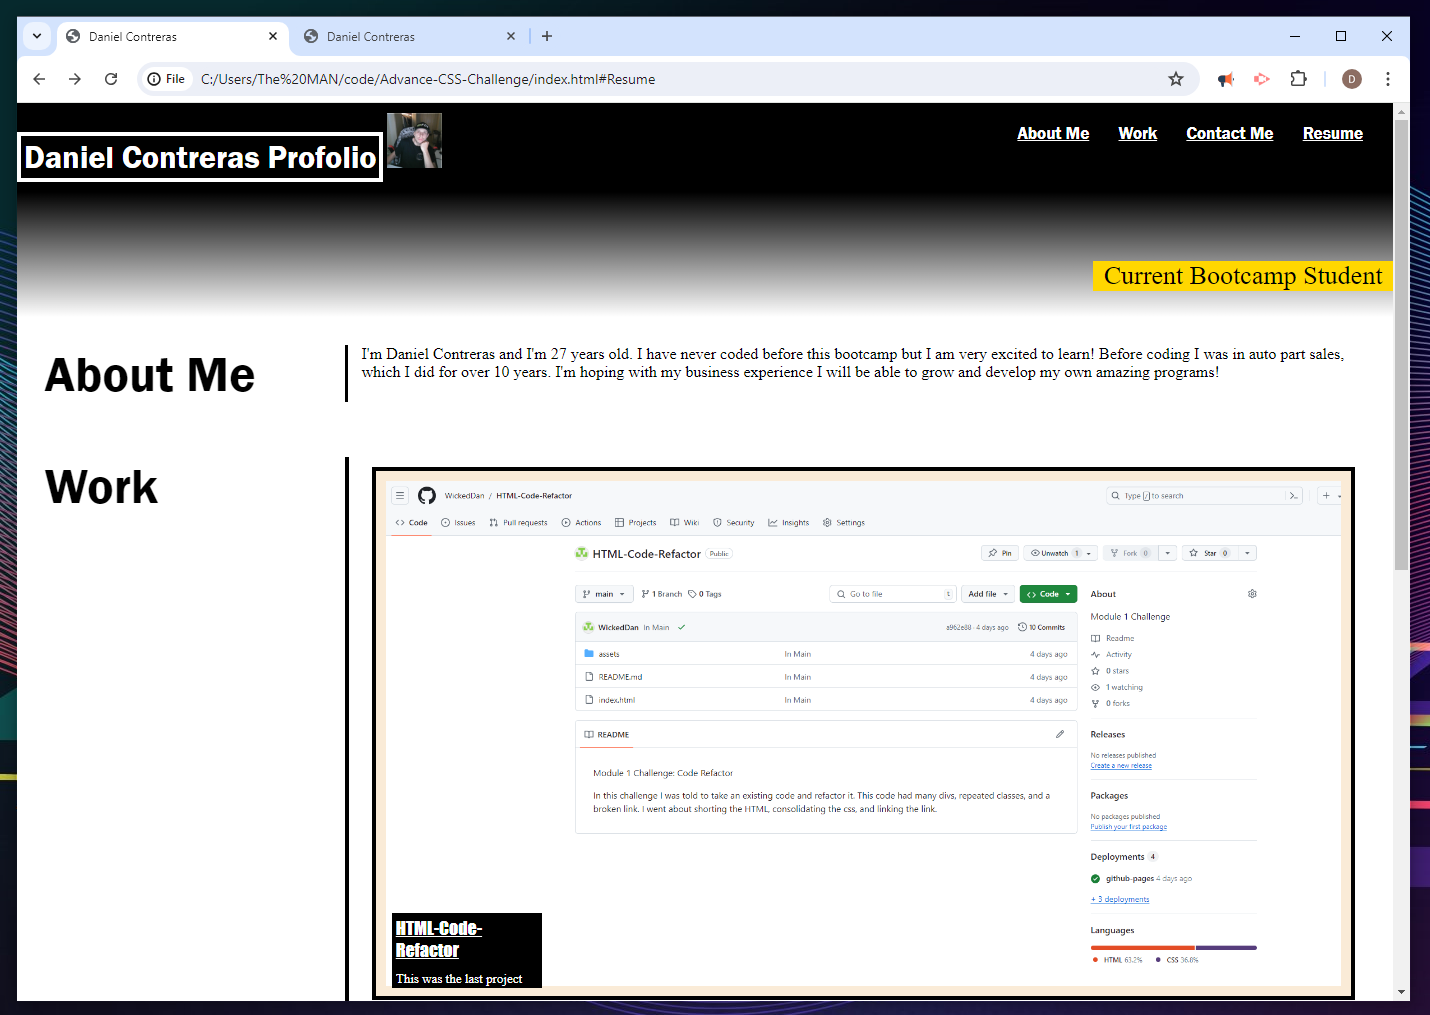 Daniel Contreras
Daniel Contreras
File C:/Users/The%20MAN/code/Advance-CSS-Challenge/index.html#Resume
D
Daniel Contreras Profolio
About Me Work Contact Me Resume
Current Bootcamp Student
About Me
I'm Daniel Contreras and I'm 27 years old. I have never coded before this bootcamp but I am very excited to learn! Before coding I was in auto part sales,
which I did for over 10 years. I'm hoping with my business experience I will be able to grow and develop my own amazing programs!
Work
WickedDan / HTML-Code-Refactor
Type / to search
Code Issues Pull requests Actions Projects Wiki Security Insights Settings
HTML-Code-Refactor Public
Pin Unwatch 1 Fork 0 Star 0
main 1 Branch 0 Tags
Go to file t Add file Code
WickedDan In Main
a962e88 · 4 days ago 10 Commits
assets In Main 4 days ago
README.md In Main 4 days ago
index.html In Main 4 days ago
README
Module 1 Challenge: Code Refactor
In this challenge I was told to take an existing code and refactor it. This code had many divs, repeated classes, and a
broken link. I went about shorting the HTML, consolidating the css, and linking the link.
About
Module 1 Challenge
Readme
Activity
0 stars
1 watching
0 forks
Releases
No releases published
Create a new release
Packages
No packages published
Publish your first package
Deployments 4
github-pages 4 days ago
+ 3 deployments
Languages
HTML 63.2% CSS 36.8%
HTML-Code-
Refactor
This was the last project